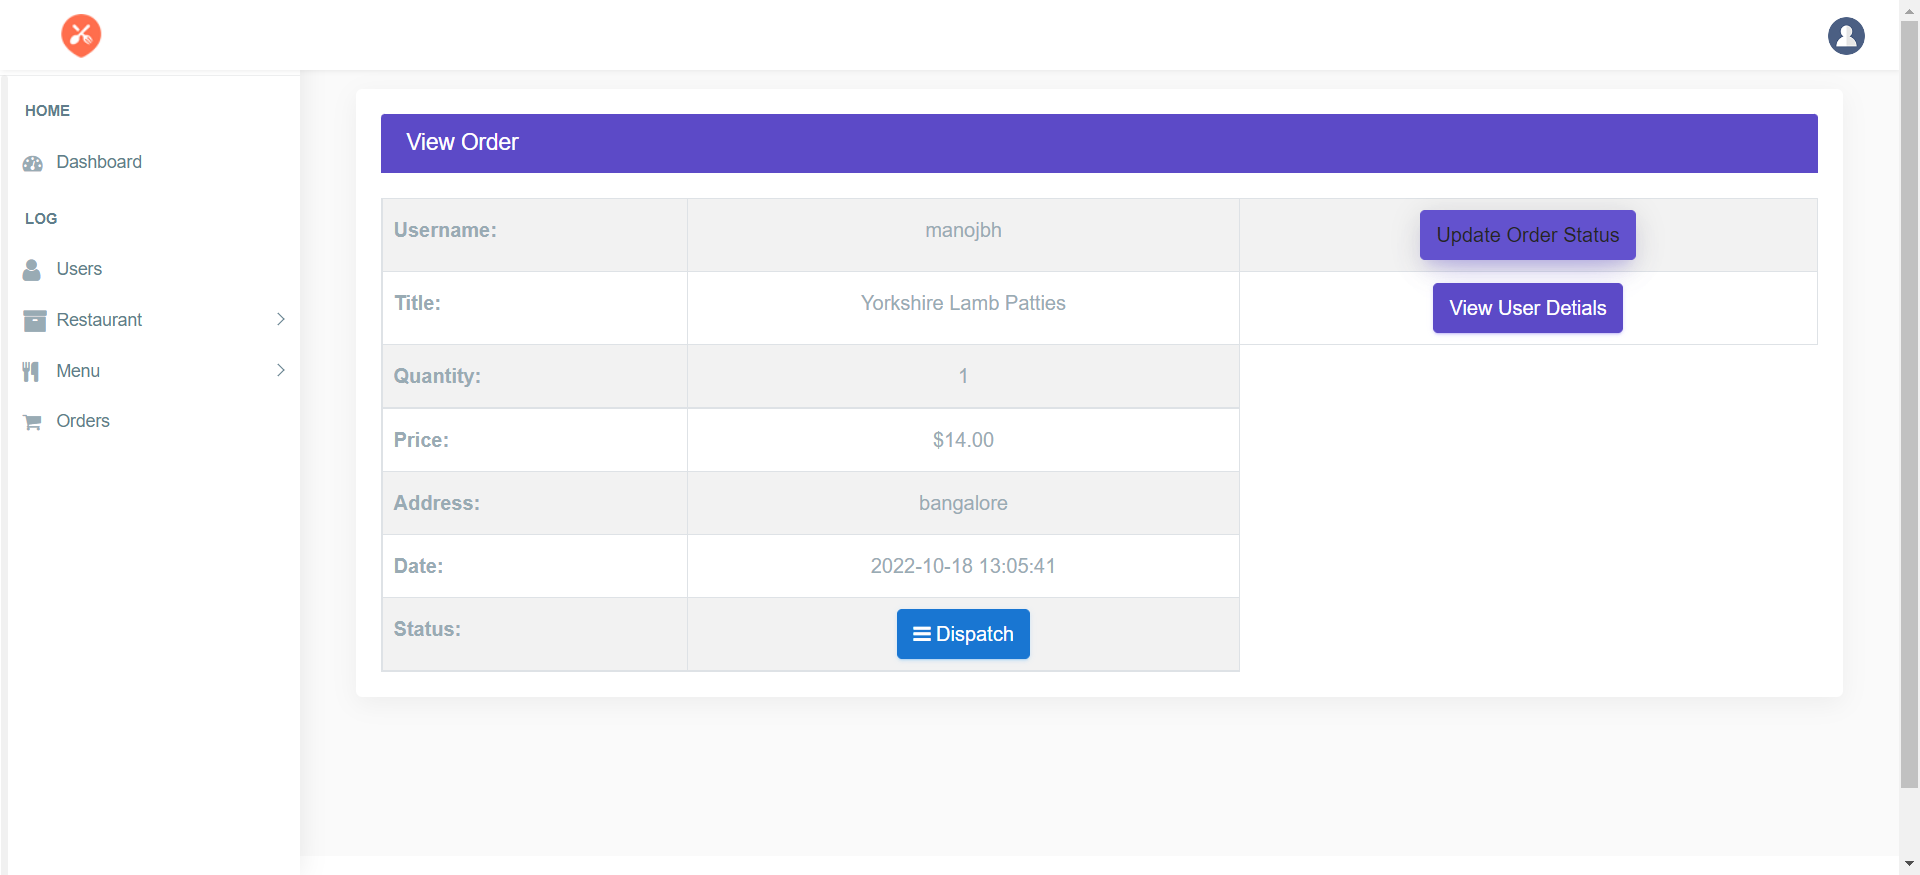 HOME
Dashboard
LOG
Users
Restaurant
Menu
Orders
View Order
Username: manojbh Update Order Status
Title: Yorkshire Lamb Patties View User Detials
Quantity: 1
Price: $14.00
Address: bangalore
Date: 2022-10-18 13:05:41
Status: Dispatch